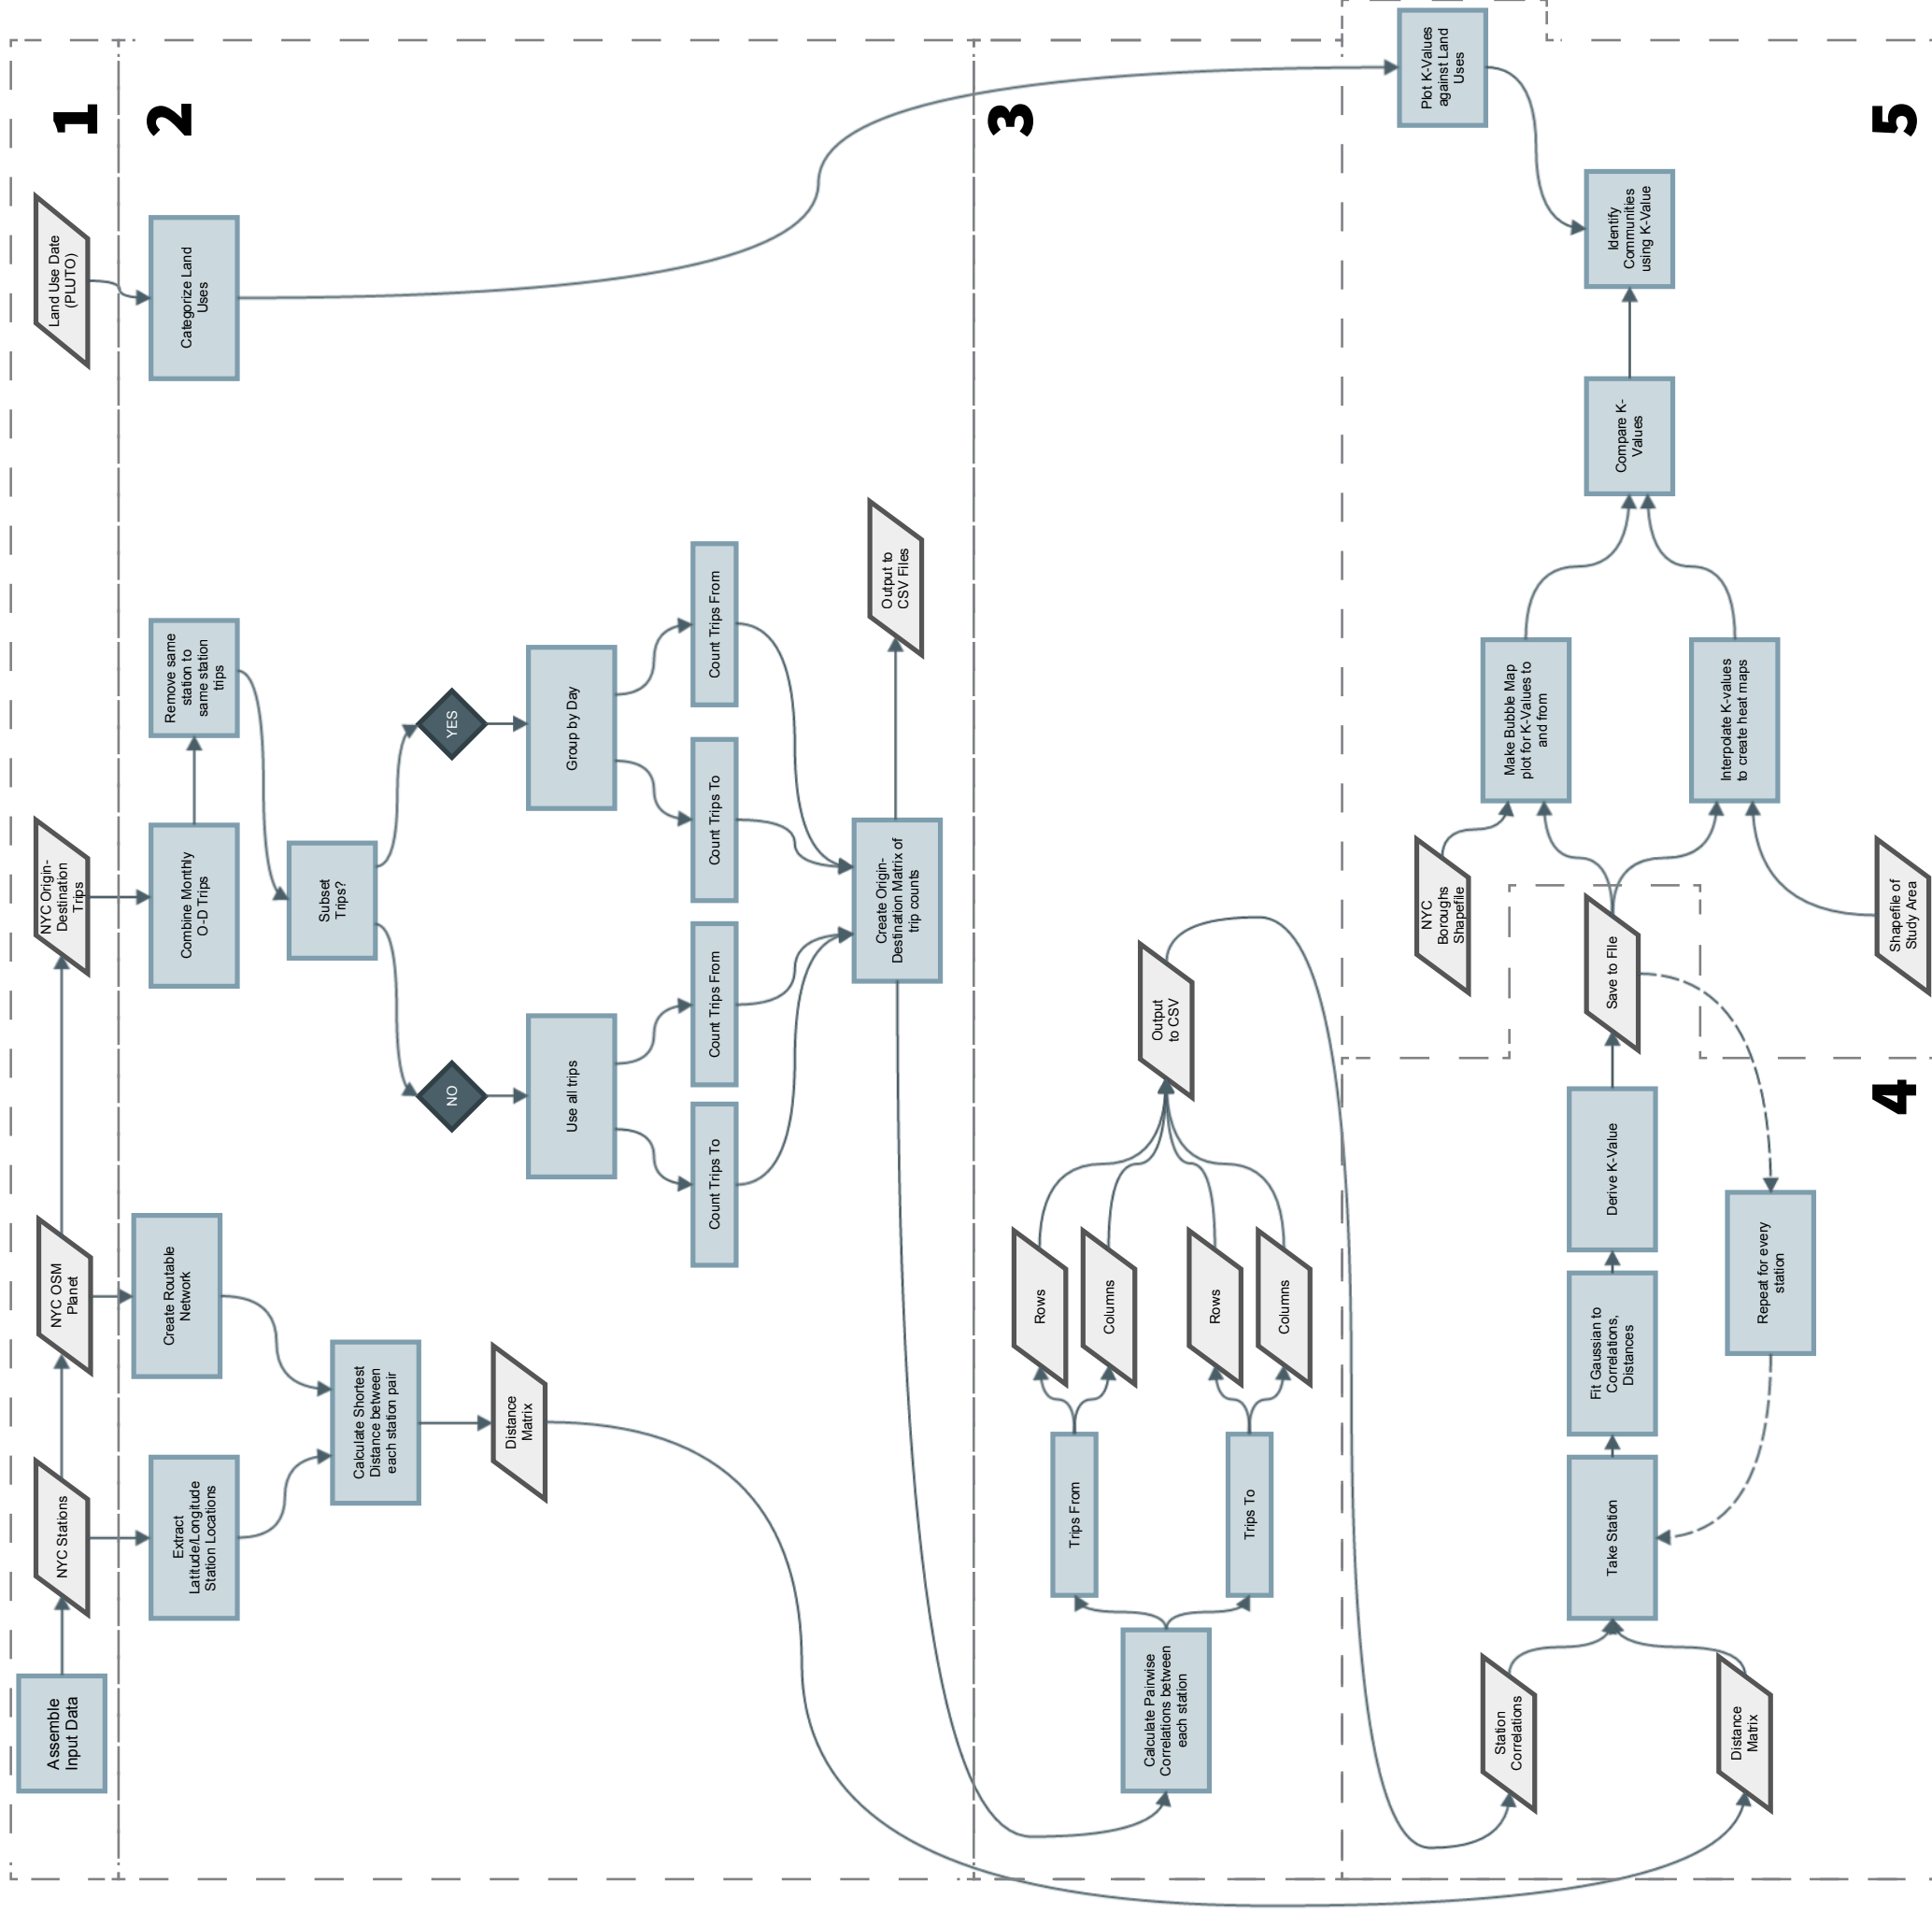 1
Assemble
Input Data
NYC Stations
NYC OSM
Planet
NYC Origin-
Destination
Trips
Land Use Date
(PLUTO)
2
Extract
Latitude/Longitude
Station Locations
Create Routable
Network
Combine Monthly
O-D Trips
Remove same
station to
same station
trips
Categorize Land
Uses
Calculate Shortest
Distance between
each station pair
Subset
Trips?
NO
YES
Distance
Matrix
Use all trips
Group by Day
Count Trips To
Count Trips From
Count Trips To
Count Trips From
Create Origin-
Destination Matrix of
trip counts
Output to
CSV Files
3
Calculate Pairwise
Correlations between
each station
Trips From
Trips To
Rows
Columns
Rows
Columns
Output
to CSV
4
Station
Correlations
Distance
Matrix
Take Station
Fit Gaussian to
Correlations,
Distances
Derive K-Value
Save to FIle
Repeat for every
station
5
NYC
Boroughs
Shapefile
Shapefile of
Study Area
Make Bubble Map
plot for K-Values to
and from
Interpolate K-values
to create heat maps
Compare K-
Values
Identify
Communities
using K-Value
Plot K-Values
against Land
Uses